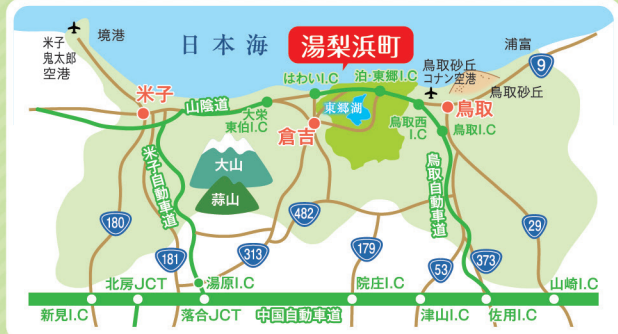 境港
米子
鬼太郎
空港
日本海
湯梨浜町
浦富
9
鳥取砂丘
コナン空港
鳥取砂丘
はわいI.C
泊・東郷I.C
米子
山陰道
大栄
東伯I.C
東郷湖
倉吉
鳥取西
I.C
鳥取
鳥取I.C
米子自動車道
大山
蒜山
鳥取自動車道
482
180
181
313
179
53
373
29
北房JCT
湯原I.C
院庄I.C
山崎I.C
新見I.C
落合JCT
中国自動車道
津山I.C
佐用I.C